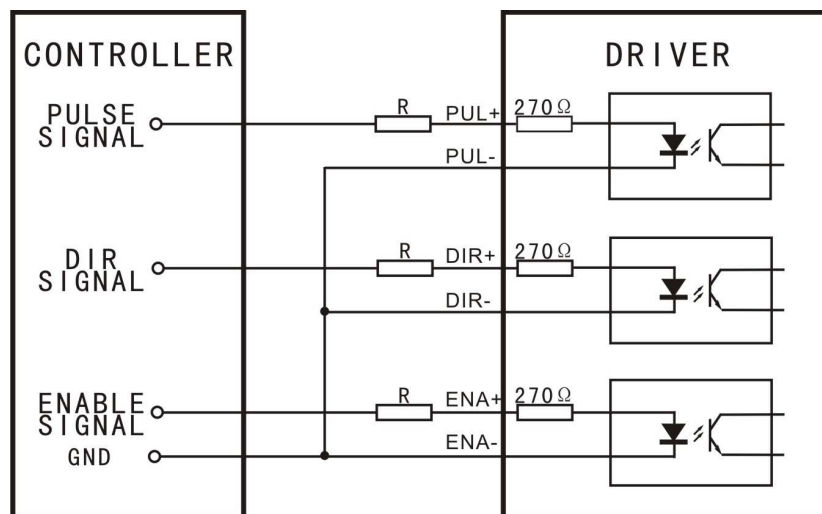 CONTROLLER
DRIVER
PULSE
SIGNAL
R
PUL+
270Ω
PUL-
DIR
SIGNAL
R
DIR+
270Ω
DIR-
ENABLE
SIGNAL
R
ENA+
270Ω
GND
ENA-